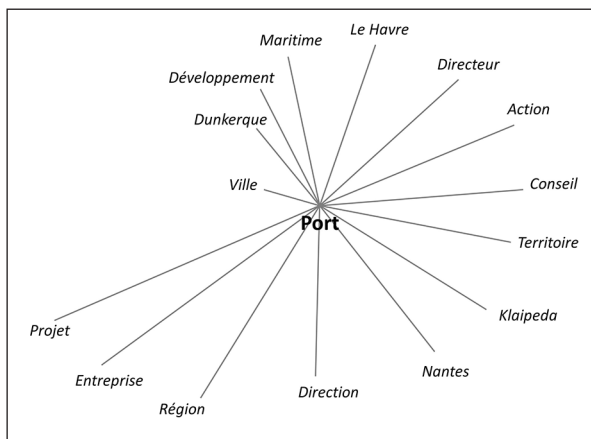 Le Havre
Maritime
Directeur
Développement
Action
Dunkerque
Ville
Conseil
Port
Territoire
Klaipeda
Projet
Nantes
Entreprise
Direction
Région